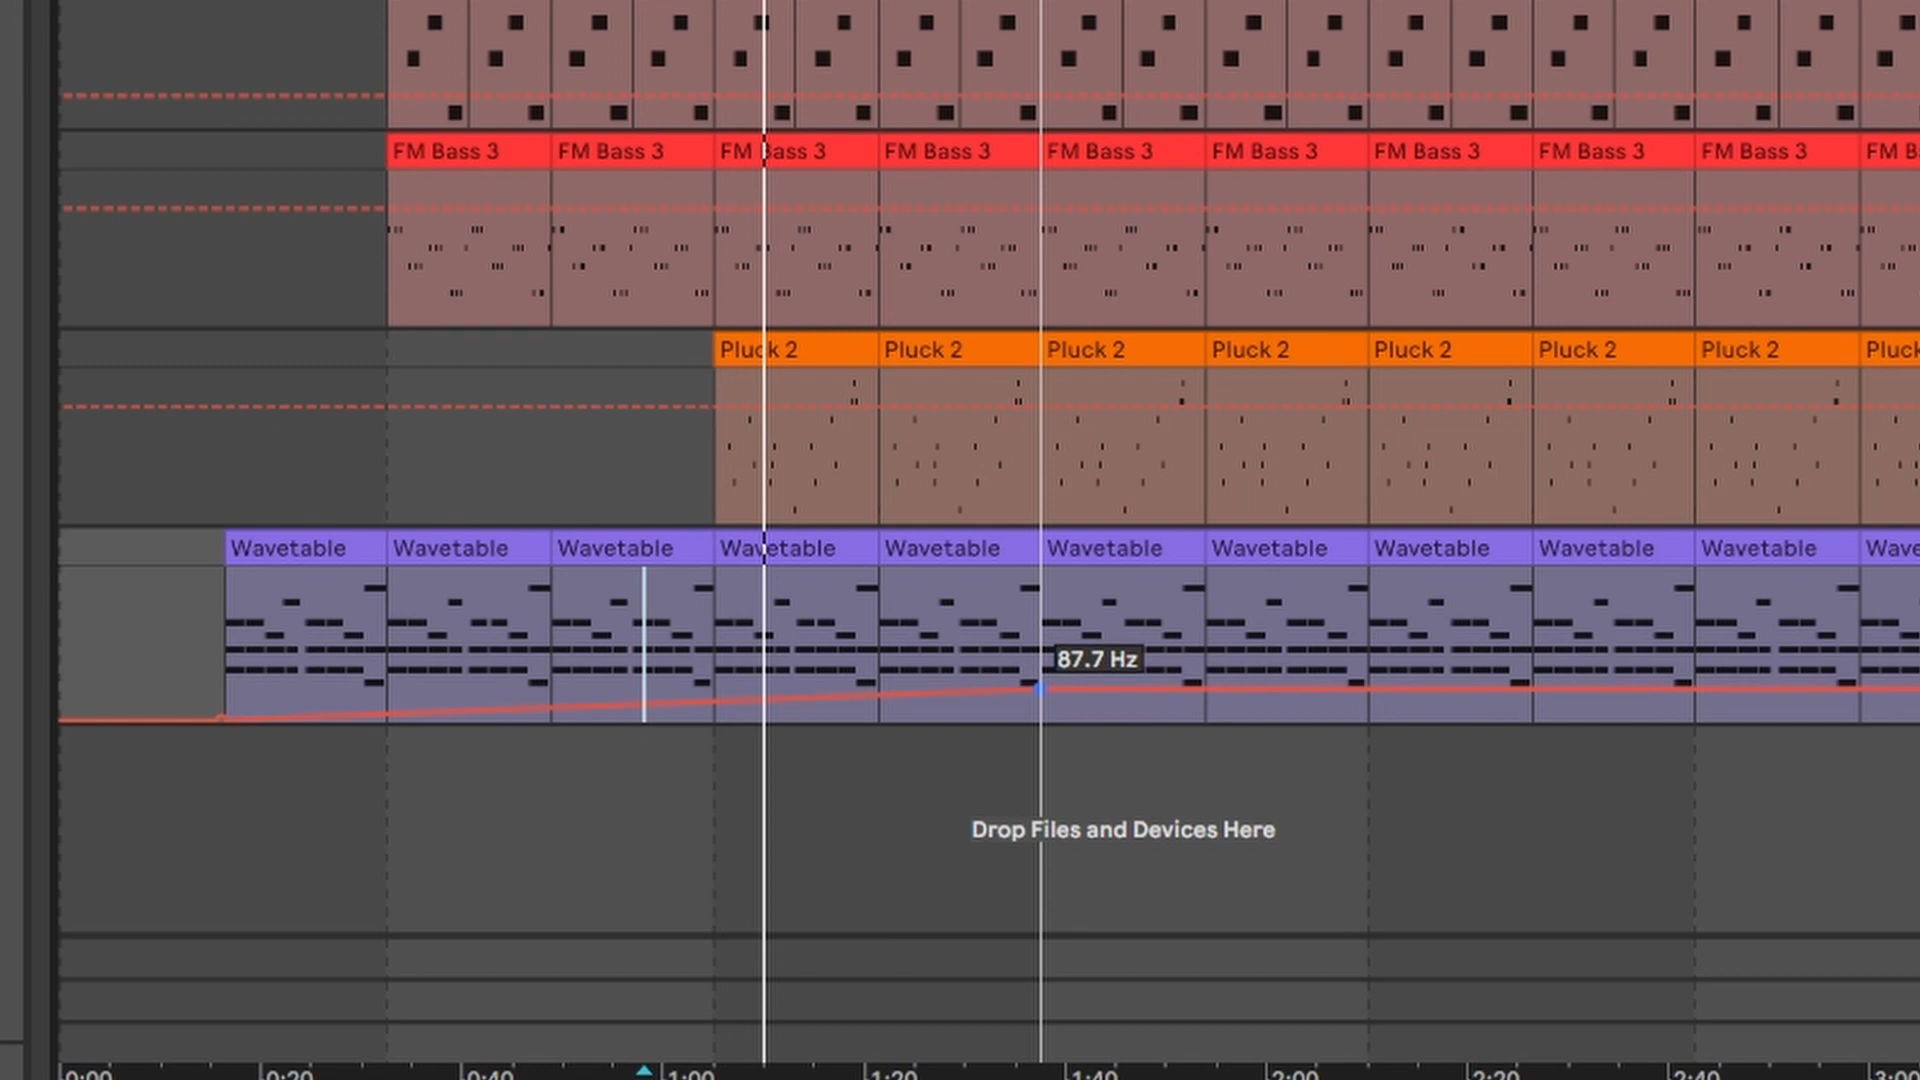 FM Bass 3 FM Bass 3 FM Bass 3 FM Bass 3 FM Bass 3 FM Bass 3 FM Bass 3 FM Bass 3 FM Bass 3 FM B
Pluck 2 Pluck 2 Pluck 2 Pluck 2 Pluck 2 Pluck 2 Pluck 2 Pluck
Wavetable Wavetable Wavetable Wavetable Wavetable Wavetable Wavetable Wavetable Wavetable Wavetable Wave
87.7 Hz
Drop Files and Devices Here
0:00 0:20 0:40 1:00 1:20 1:40 2:00 2:20 2:40 3:00